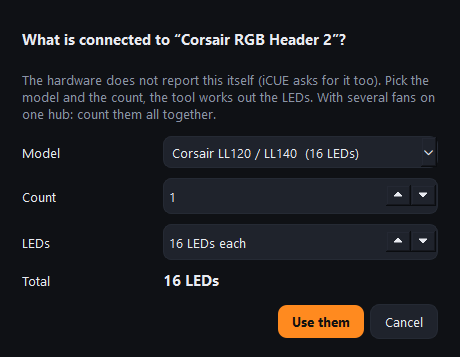 What is connected to “Corsair RGB Header 2”?
The hardware does not report this itself (iCUE asks for it too). Pick the
model and the count, the tool works out the LEDs. With several fans on
one hub: count them all together.
Model
Corsair LL120 / LL140 (16 LEDs)
Count
1
LEDs
16 LEDs each
Total
16 LEDs
Use them
Cancel